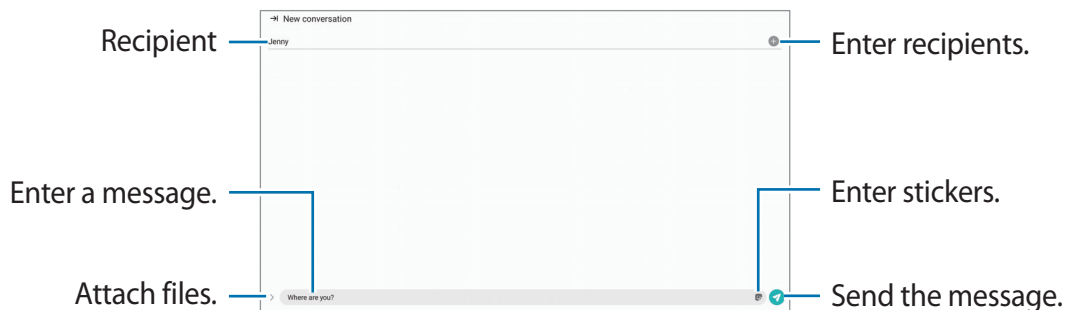 New conversation
Recipient
Jenny
Enter recipients.
Enter a message.
Enter stickers.
Attach files.
Where are you?
Send the message.